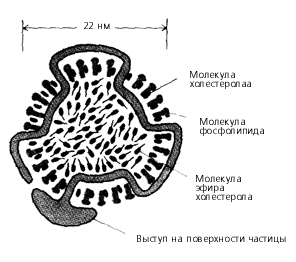 22 нм
Молекула
холестеролаа
Молекула
фосфолипида
Молекула
эфира
холестерола
Выступ на поверхности частицы